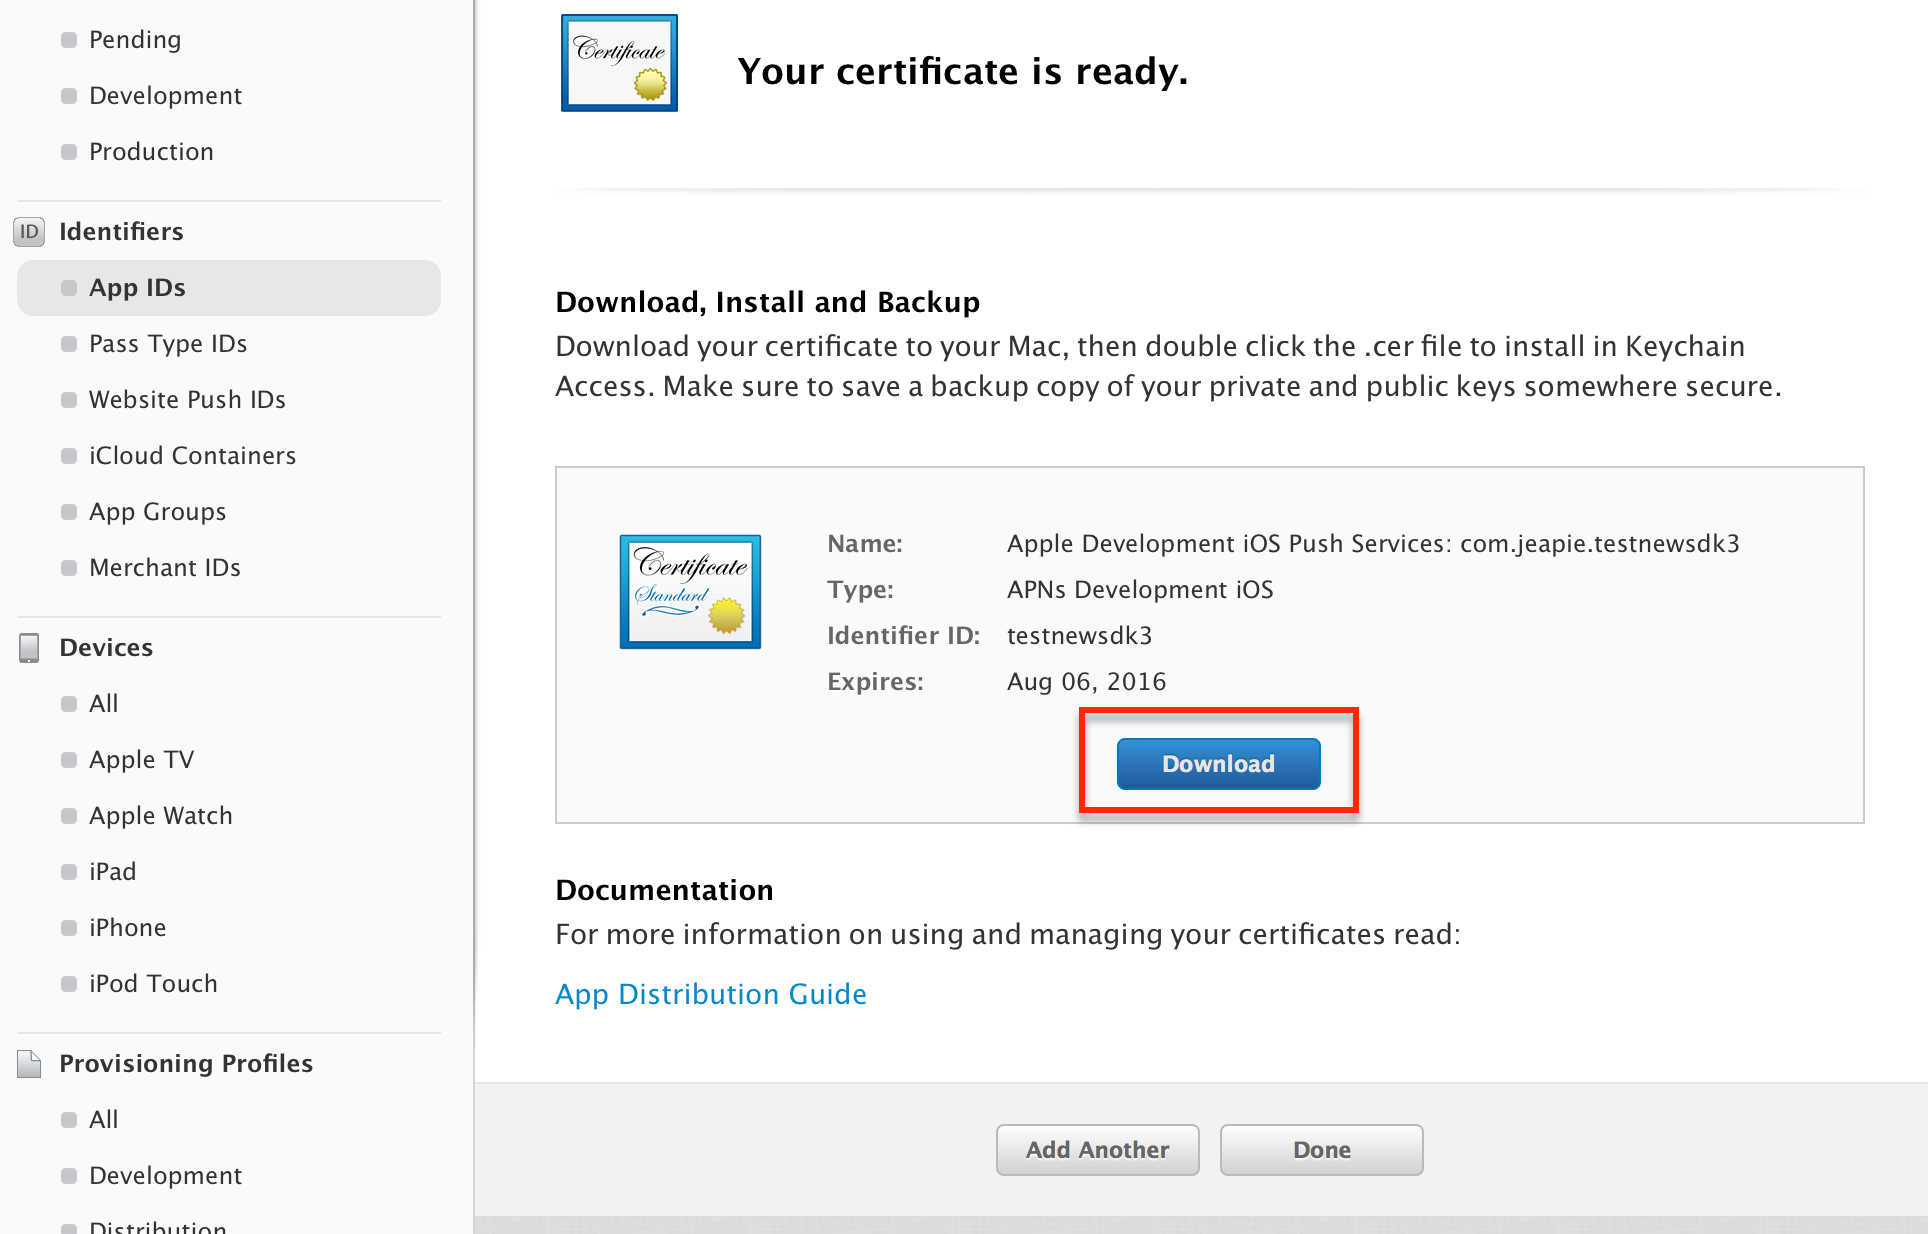 Pending
Development
Production
ID Identifiers
App IDs
Pass Type IDs
Website Push IDs
iCloud Containers
App Groups
Merchant IDs
Devices
All
Apple TV
Apple Watch
iPad
iPhone
iPod Touch
Provisioning Profiles
All
Development
Distribution
Certificate
Your certificate is ready.
Download, Install and Backup
Download your certificate to your Mac, then double click the .cer file to install in Keychain
Access. Make sure to save a backup copy of your private and public keys somewhere secure.
Certificate
Standard
Name: Apple Development iOS Push Services: com.jeapie.testnewsdk3
Type: APNs Development iOS
Identifier ID: testnewsdk3
Expires: Aug 06, 2016
Download
Documentation
For more information on using and managing your certificates read:
App Distribution Guide
Add Another Done